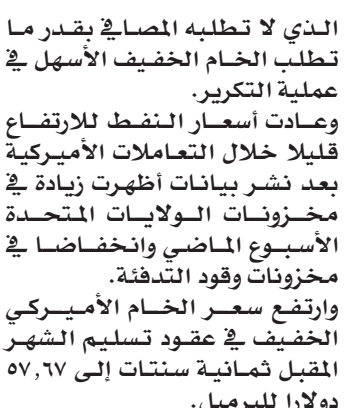 الذي لا تطلبه المصافي بقدر ما
تطلب الخام الخفيف الأسهل في
عملية التكرير.
وعادت أسعار النفط للارتفاع
قليلا خلال التعاملات الأميركية
بعد نشر بيانات أظهرت زيادة في
مخزونات الولايات المتحدة
الأسبوع الماضي وانخفاضا في
مخزونات وقود التدفئة.
وارتفع سعر الخام الأميركي
الخفيف في عقود تسليم الشهر
المقبل ثمانية سنتات إلى ٥٧,٦٧
دولارا للبرميل.